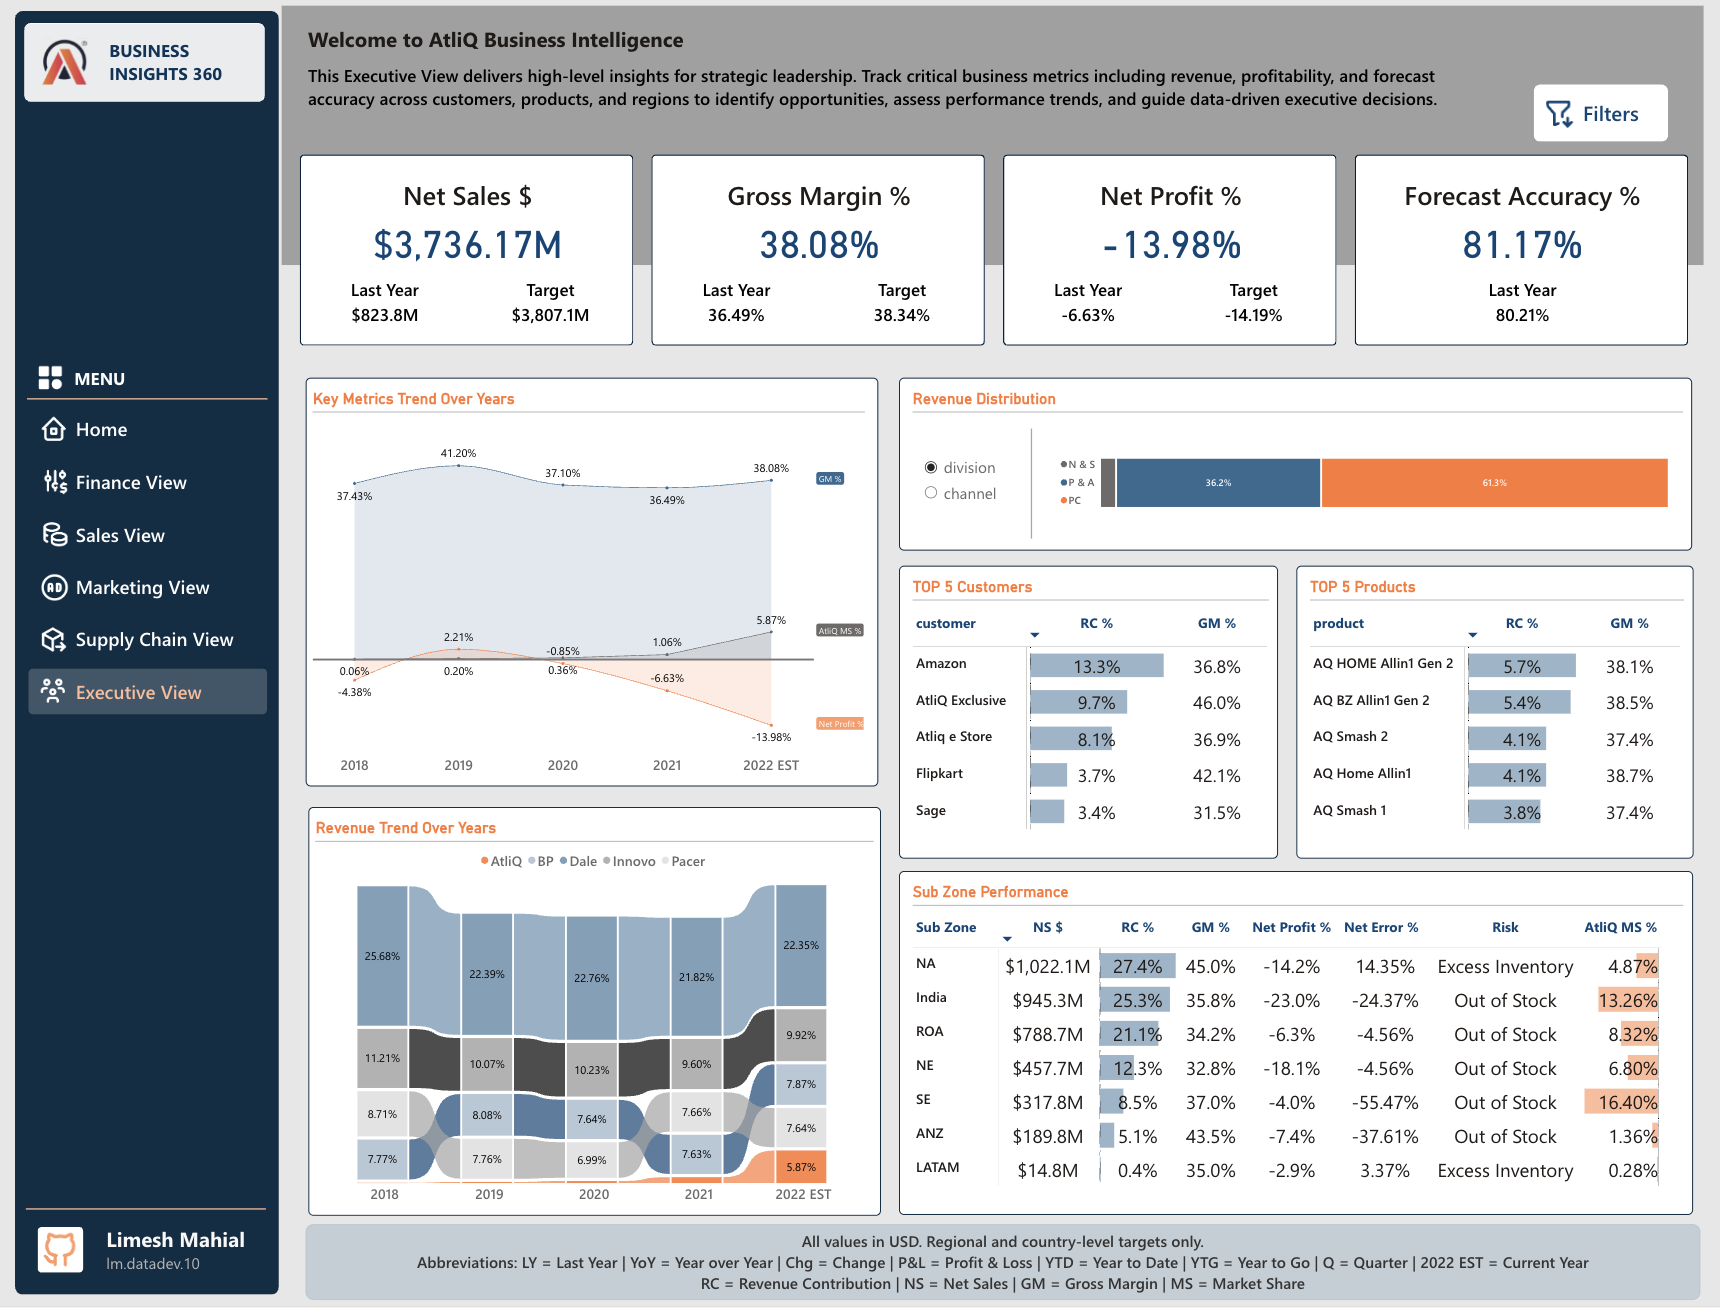 BUSINESS
INSIGHTS 360
MENU
Home
Finance View
Sales View
Marketing View
Supply Chain View
Executive View
Limesh Mahial
lm.datadev.10
Welcome to AtliQ Business Intelligence
This Executive View delivers high-level insights for strategic leadership. Track critical business metrics including revenue, profitability, and forecast
accuracy across customers, products, and regions to identify opportunities, assess performance trends, and guide data-driven executive decisions.
Filters
Net Sales $
$3,736.17M
Last Year Target
$823.8M $3,807.1M
Gross Margin %
38.08%
Last Year Target
36.49% 38.34%
Net Profit %
-13.98%
Last Year Target
-6.63% -14.19%
Forecast Accuracy %
81.17%
Last Year
80.21%
Key Metrics Trend Over Years
41.20%
37.43% 37.10% 36.49% 38.08%
GM %
5.87%
AtliQ MS %
2.21% -0.85% 1.06%
0.06% 0.20% 0.36%
-4.38% -6.63%
Net Profit %
-13.98%
2018 2019 2020 2021 2022 EST
Revenue Trend Over Years
AtliQ BP Dale Innovo Pacer
25.68% 22.39% 22.76% 21.82% 22.35%
11.21% 10.07% 10.23% 9.60% 9.92%
8.71% 8.08% 7.64% 7.66% 7.87%
7.77% 7.76% 6.99% 7.63% 7.64%
5.87%
2018 2019 2020 2021 2022 EST
Revenue Distribution
division
channel
N & S
P & A
PC
36.2% 61.3%
TOP 5 Customers
customer RC % GM %
Amazon 13.3% 36.8%
AtliQ Exclusive 9.7% 46.0%
Atliq e Store 8.1% 36.9%
Flipkart 3.7% 42.1%
Sage 3.4% 31.5%
TOP 5 Products
product RC % GM %
AQ HOME Allin1 Gen 2 5.7% 38.1%
AQ BZ Allin1 Gen 2 5.4% 38.5%
AQ Smash 2 4.1% 37.4%
AQ Home Allin1 4.1% 38.7%
AQ Smash 1 3.8% 37.4%
Sub Zone Performance
Sub Zone NS $ RC % GM % Net Profit % Net Error % Risk AtliQ MS %
NA $1,022.1M 27.4% 45.0% -14.2% 14.35% Excess Inventory 4.87%
India $945.3M 25.3% 35.8% -23.0% -24.37% Out of Stock 13.26%
ROA $788.7M 21.1% 34.2% -6.3% -4.56% Out of Stock 8.32%
NE $457.7M 12.3% 32.8% -18.1% -4.56% Out of Stock 6.80%
SE $317.8M 8.5% 37.0% -4.0% -55.47% Out of Stock 16.40%
ANZ $189.8M 5.1% 43.5% -7.4% -37.61% Out of Stock 1.36%
LATAM $14.8M 0.4% 35.0% -2.9% 3.37% Excess Inventory 0.28%
All values in USD. Regional and country-level targets only.
Abbreviations: LY = Last Year | YoY = Year over Year | Chg = Change | P&L = Profit & Loss | YTD = Year to Date | YTG = Year to Go | Q = Quarter | 2022 EST = Current Year
RC = Revenue Contribution | NS = Net Sales | GM = Gross Margin | MS = Market Share